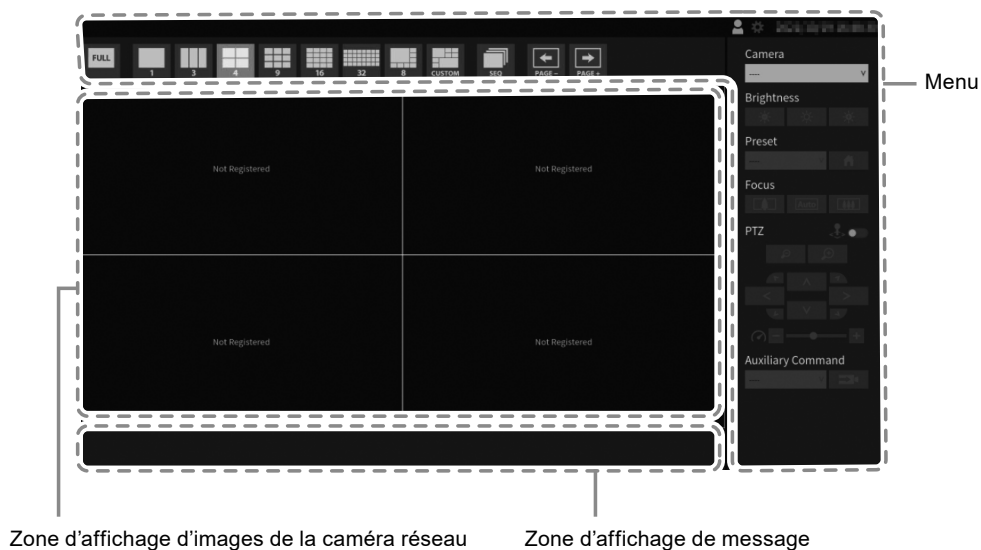 FULL
1
3
4
9
16
32
8
CUSTOM
SEQ
PAGE−
PAGE+
Camera
----
Menu
Brightness
Preset
----
Not Registered
Not Registered
Focus
Auto
PTZ
Not Registered
Not Registered
Auxiliary Command
----
Zone d’affichage d’images de la caméra réseau
Zone d’affichage de message